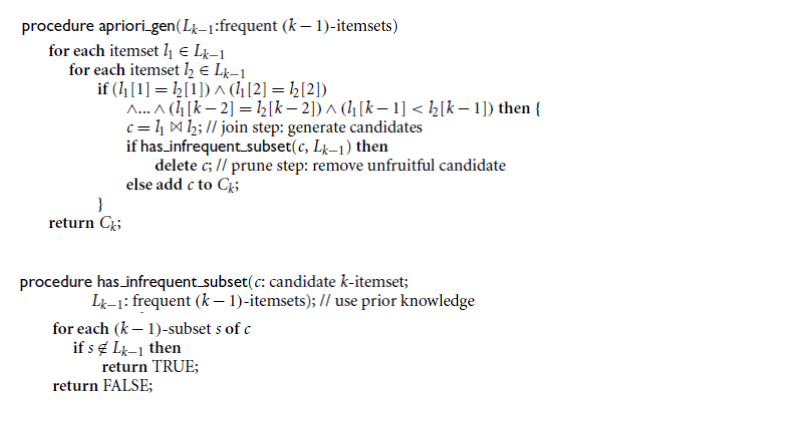 procedure apriori_gen(Lₖ₋₁:frequent (k − 1)-itemsets)
for each itemset l₁ ∈ Lₖ₋₁
for each itemset l₂ ∈ Lₖ₋₁
if (l₁[1] = l₂[1]) ∧ (l₁[2] = l₂[2])
∧... ∧ (l₁[k − 2] = l₂[k − 2]) ∧ (l₁[k − 1] < l₂[k − 1]) then {
c = l₁ ⋈ l₂; // join step: generate candidates
if has_infrequent_subset(c, Lₖ₋₁) then
delete c; // prune step: remove unfruitful candidate
else add c to Cₖ;
}
return Cₖ;
procedure has_infrequent_subset(c: candidate k-itemset;
Lₖ₋₁: frequent (k − 1)-itemsets); // use prior knowledge
for each (k − 1)-subset s of c
if s ∉ Lₖ₋₁ then
return TRUE;
return FALSE;